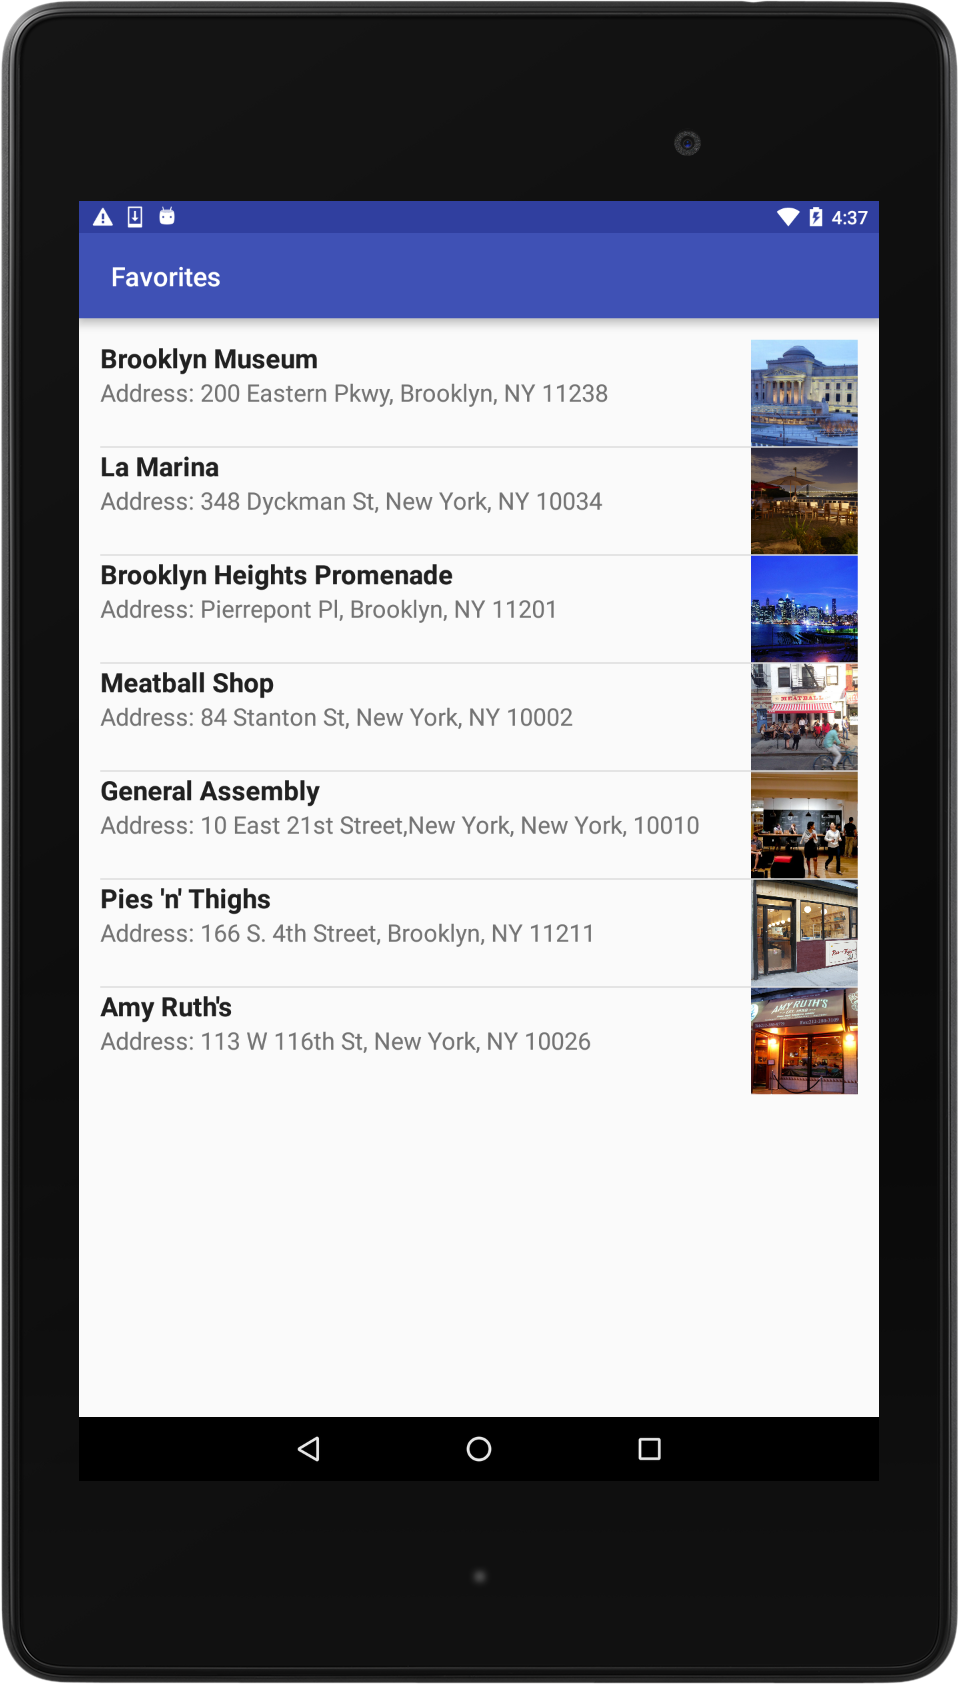 4:37
Favorites
Brooklyn Museum
Address: 200 Eastern Pkwy, Brooklyn, NY 11238
La Marina
Address: 348 Dyckman St, New York, NY 10034
Brooklyn Heights Promenade
Address: Pierrepont Pl, Brooklyn, NY 11201
Meatball Shop
Address: 84 Stanton St, New York, NY 10002
MEATBALL
General Assembly
Address: 10 East 21st Street,New York, New York, 10010
Pies 'n' Thighs
Address: 166 S. 4th Street, Brooklyn, NY 11211
Amy Ruth's
Address: 113 W 116th St, New York, NY 10026
AMY RUTH'S